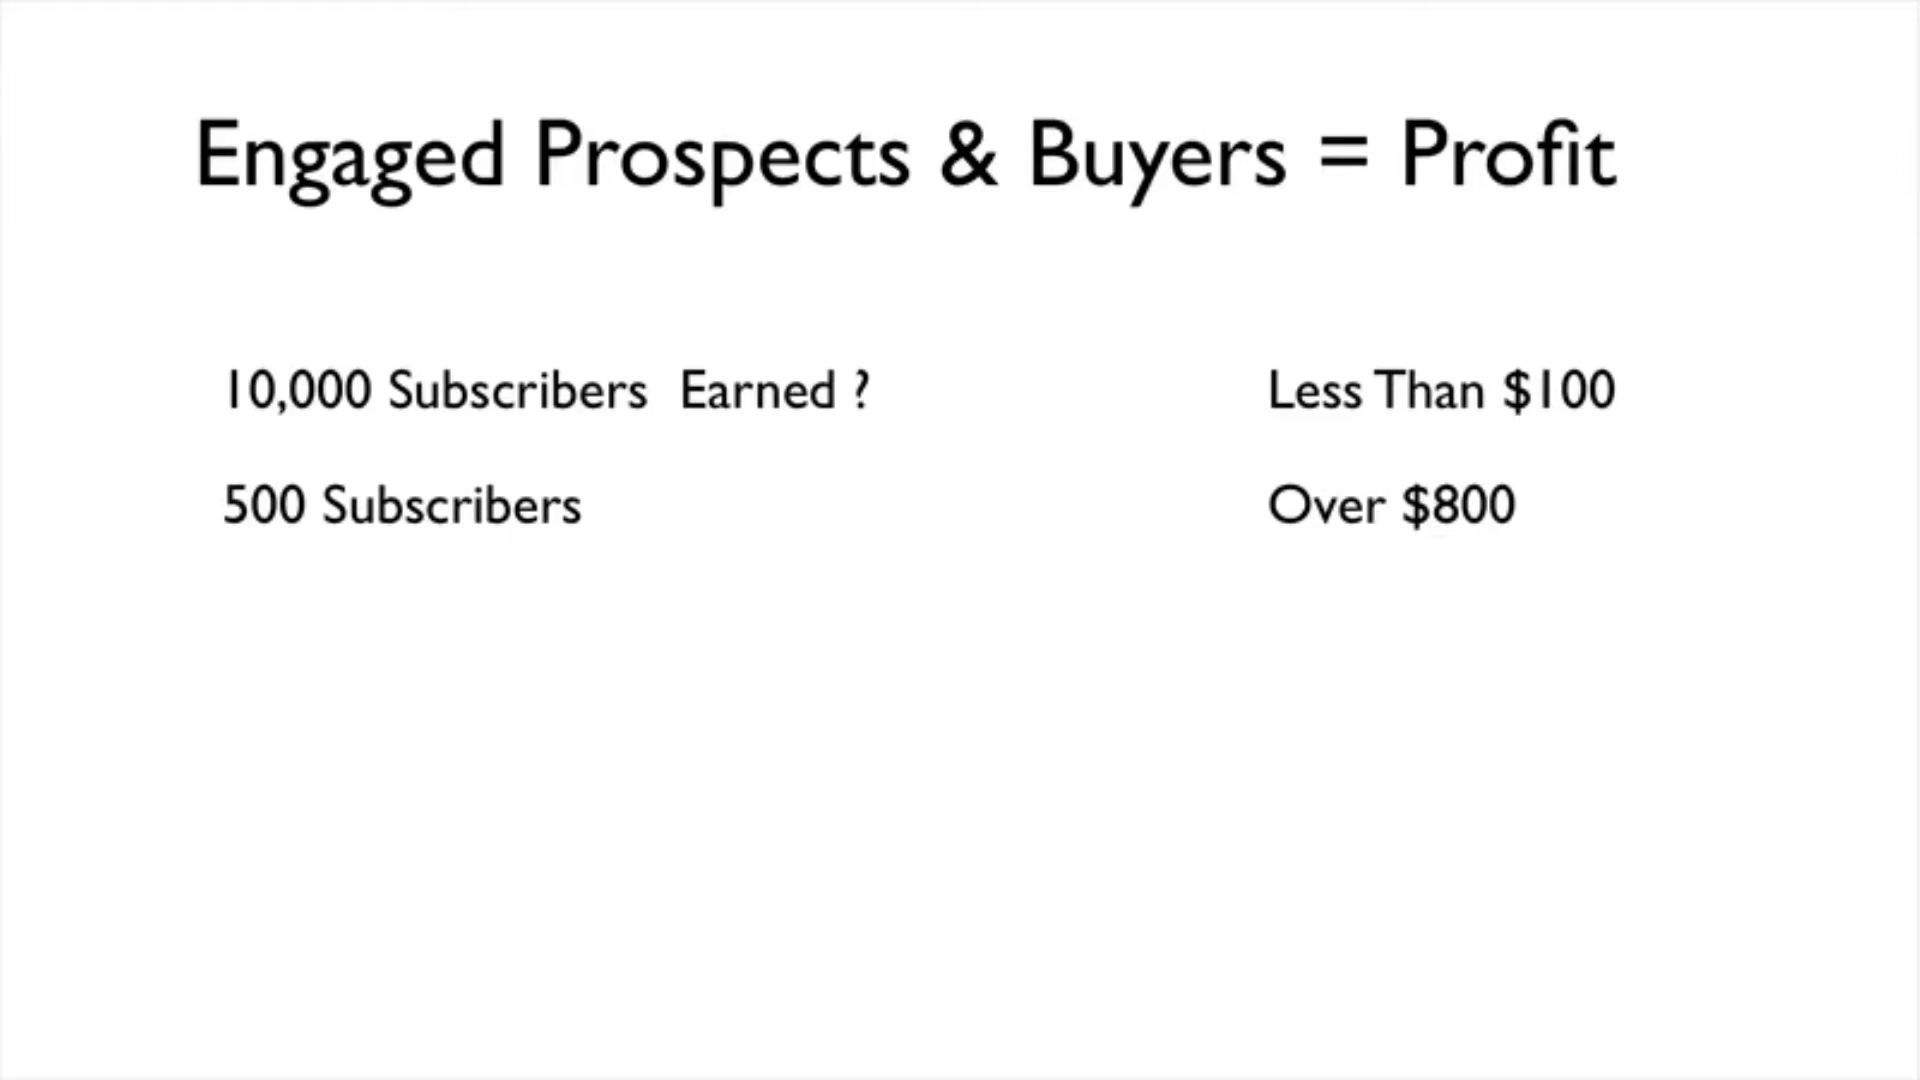 Engaged Prospects & Buyers = Profit
10,000 Subscribers Earned ? Less Than $100
500 Subscribers Over $800